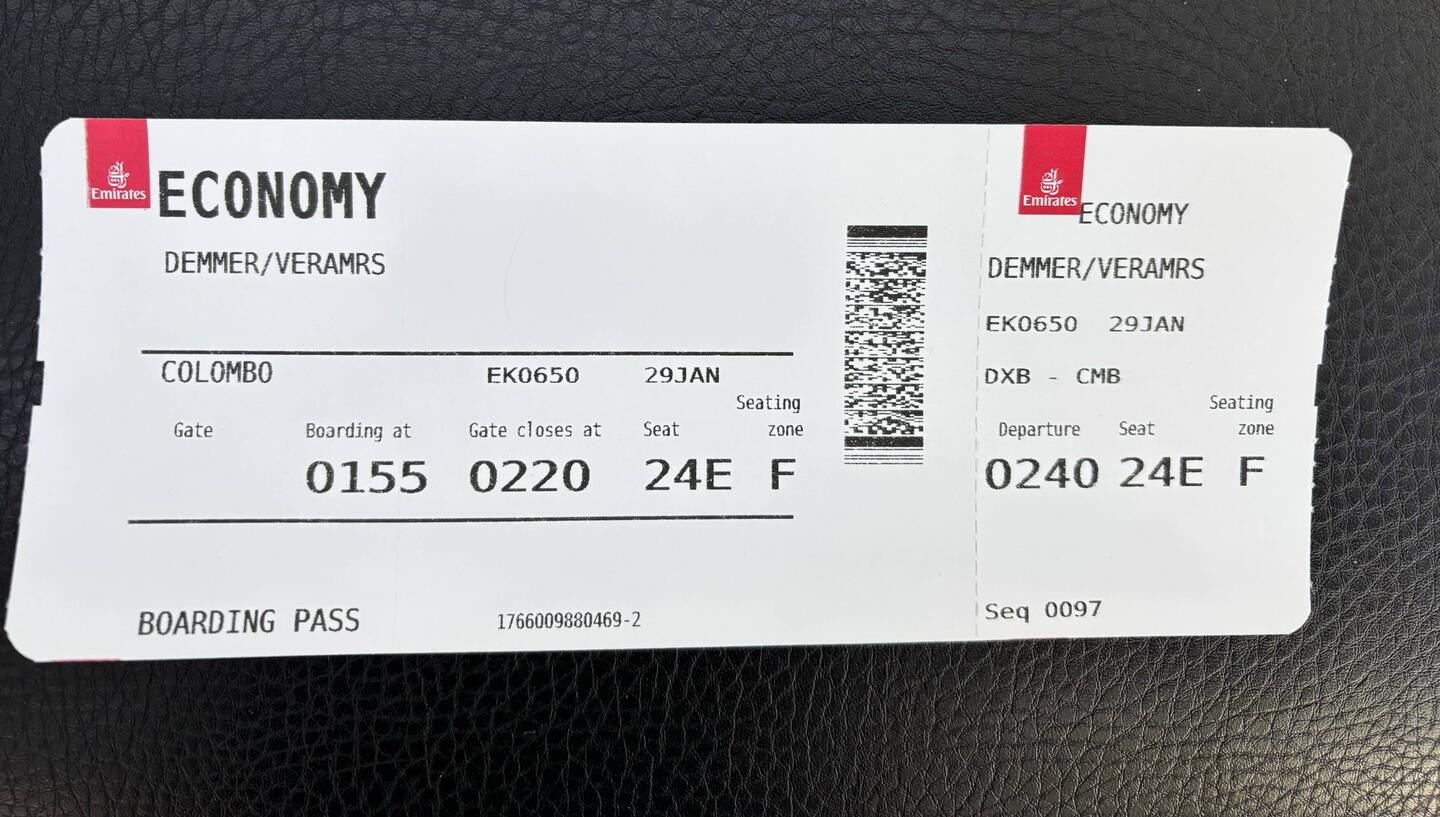 Emirates ECONOMY
DEMMER/VERAMRS
COLOMBO EK0650 29JAN
Gate Boarding at Gate closes at Seat Seating zone
0155 0220 24E F
BOARDING PASS 1766009880469-2
Emirates ECONOMY
DEMMER/VERAMRS
EK0650 29JAN
DXB - CMB
Departure Seat Seating zone
0240 24E F
Seq 0097